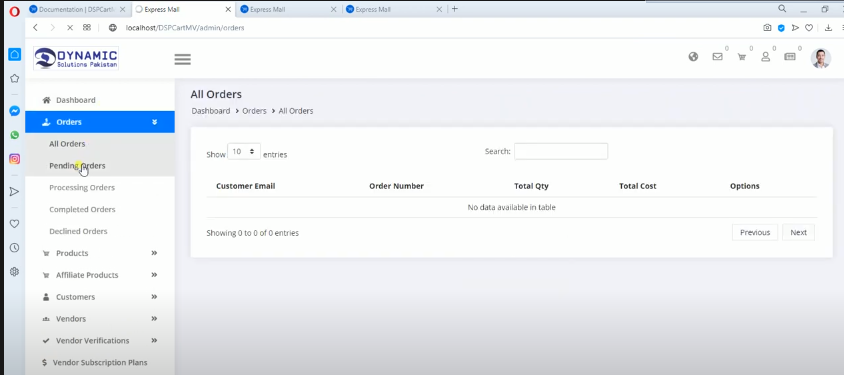 Documentation | DSPCart
Express Mall
Express Mall
Express Mall
localhost/DSPCartMV/admin/orders
DYNAMIC
Solutions Pakistan
0 0 0 0
Dashboard
Orders
All Orders
Pending Orders
Processing Orders
Completed Orders
Declined Orders
Products
Affiliate Products
Customers
Vendors
Vendor Verifications
Vendor Subscription Plans
All Orders
Dashboard > Orders > All Orders
Show 10 entries
Search:
Customer Email Order Number Total Qty Total Cost Options
No data available in table
Showing 0 to 0 of 0 entries
Previous Next